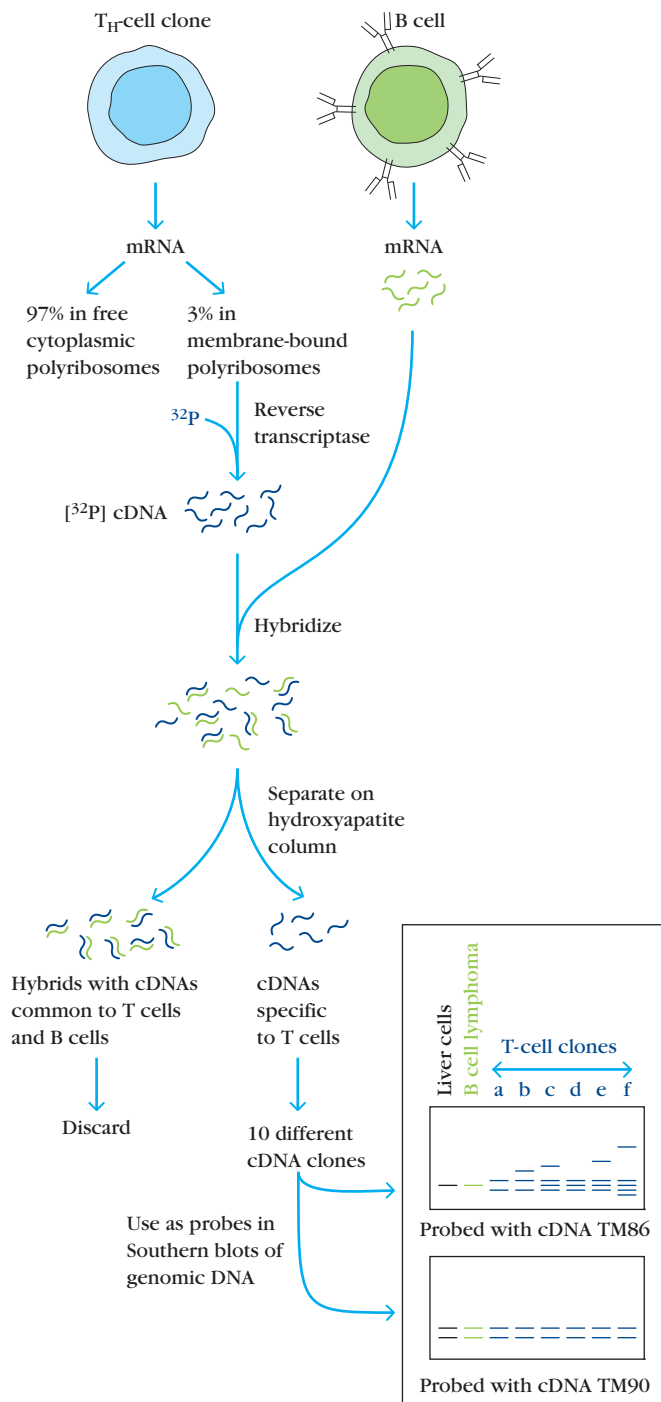 T_H-cell clone
B cell
mRNA
mRNA
97% in free
cytoplasmic
polyribosomes
3% in
membrane-bound
polyribosomes
³²P
Reverse
transcriptase
[³²P] cDNA
Hybridize
Separate on
hydroxyapatite
column
Hybrids with cDNAs
common to T cells
and B cells
cDNAs
specific
to T cells
Discard
10 different
cDNA clones
Use as probes in
Southern blots of
genomic DNA
Liver cells
B cell lymphoma
T-cell clones
a b c d e f
Probed with cDNA TM86
Probed with cDNA TM90